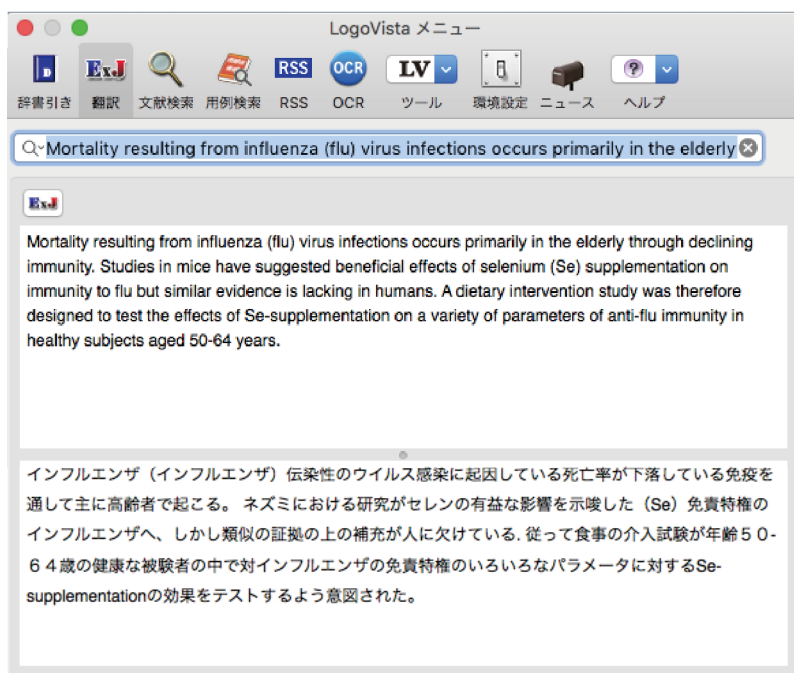 LogoVista メニュー
ExJ RSS OCR LV ?
辞書引き 翻訳 文献検索 用例検索 RSS OCR ツール 環境設定 ニュース ヘルプ
Mortality resulting from influenza (flu) virus infections occurs primarily in the elderly
ExJ
Mortality resulting from influenza (flu) virus infections occurs primarily in the elderly through declining
immunity. Studies in mice have suggested beneficial effects of selenium (Se) supplementation on
immunity to flu but similar evidence is lacking in humans. A dietary intervention study was therefore
designed to test the effects of Se-supplementation on a variety of parameters of anti-flu immunity in
healthy subjects aged 50-64 years.
インフルエンザ（インフルエンザ）伝染性のウイルス感染に起因している死亡率が下落している免疫を
通して主に高齢者で起こる。 ネズミにおける研究がセレンの有益な影響を示唆した（Se）免責特権の
インフルエンザへ、しかし類似の証拠の上の補充が人に欠けている. 従って食事の介入試験が年齢５０-
６４歳の健康な被験者の中で対インフルエンザの免責特権のいろいろなパラメータに対するSe-
supplementationの効果をテストするよう意図された。